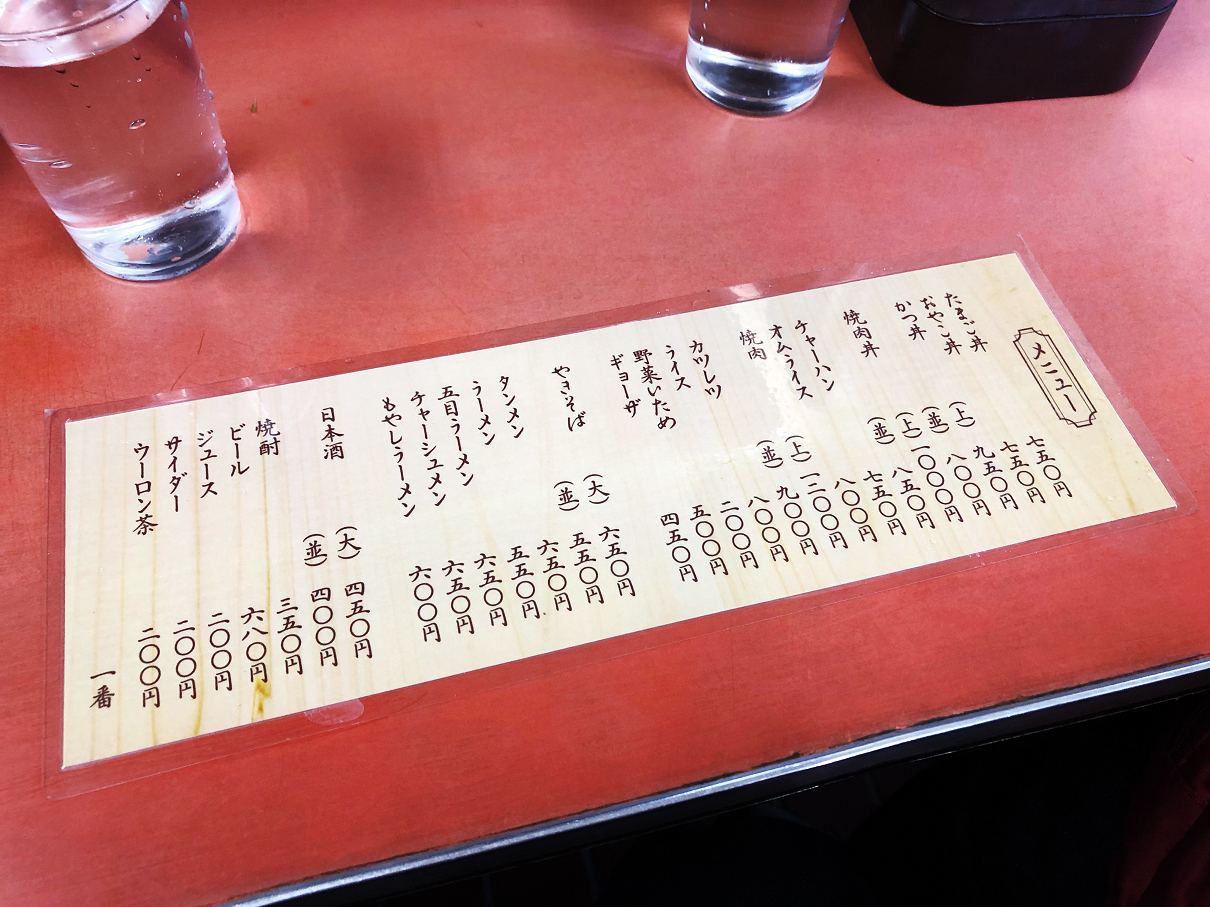 メニュー
たまご丼 七五〇円
おやこ丼 七五〇円
かつ丼 (上) 九五〇円
(並) 八〇〇円
焼肉丼 (上) 一〇〇〇円
(並) 八五〇円
チャーハン 七五〇円
オムライス 八〇〇円
焼肉 (上) 一二〇〇円
(並) 九〇〇円
カツレツ 八〇〇円
ライス 二〇〇円
野菜いため 五〇〇円
ギョーザ 四五〇円
やきそば (大) 六五〇円
(並) 五五〇円
タンメン 六五〇円
ラーメン 五五〇円
五目ラーメン 六五〇円
チャーシュメン 六五〇円
もやしラーメン 六〇〇円
日本酒 (大) 四五〇円
(並) 四〇〇円
焼酎 三五〇円
ビール 六八〇円
ジュース 二〇〇円
サイダー 二〇〇円
ウーロン茶 二〇〇円
一番